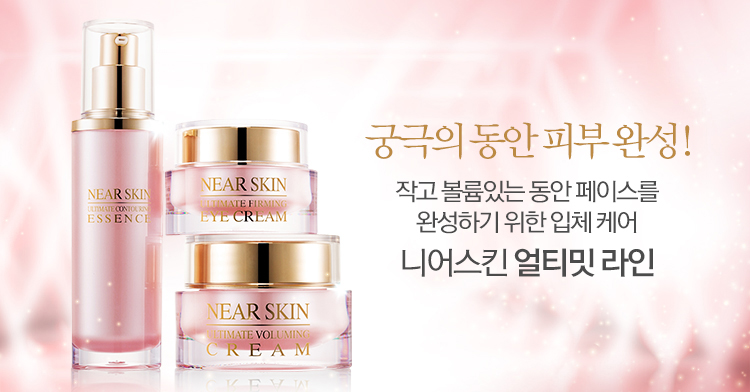 NEAR SKIN
ULTIMATE CONTOURING
ESSENCE
NEAR SKIN
ULTIMATE FIRMING
EYE CREAM
NEAR SKIN
ULTIMATE VOLUMING
CREAM
궁극의 동안 피부 완성!
작고 볼륨있는 동안 페이스를
완성하기 위한 입체 케어
니어스킨 얼티밋 라인